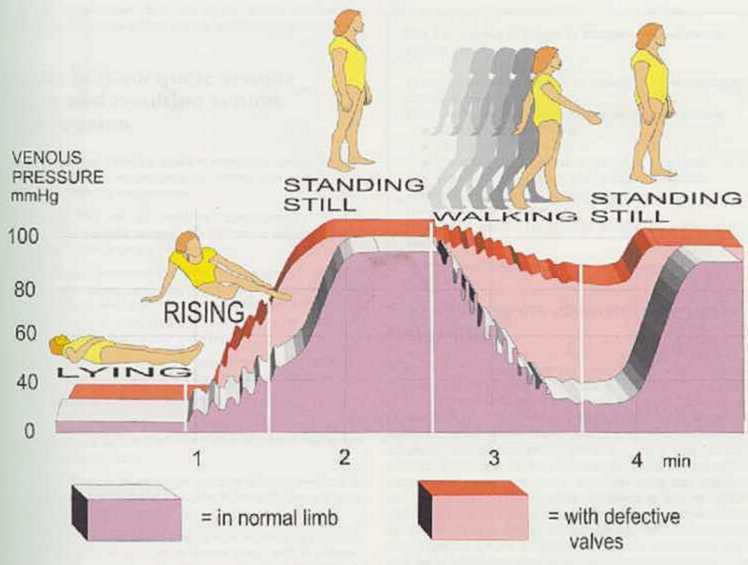 VENOUS
PRESSURE
mmHg
100
80
60
40
0
LYING
RISING
STANDING
STILL
WALKING
STANDING
STILL
1
2
3
4
min
= in normal limb
= with defective
valves